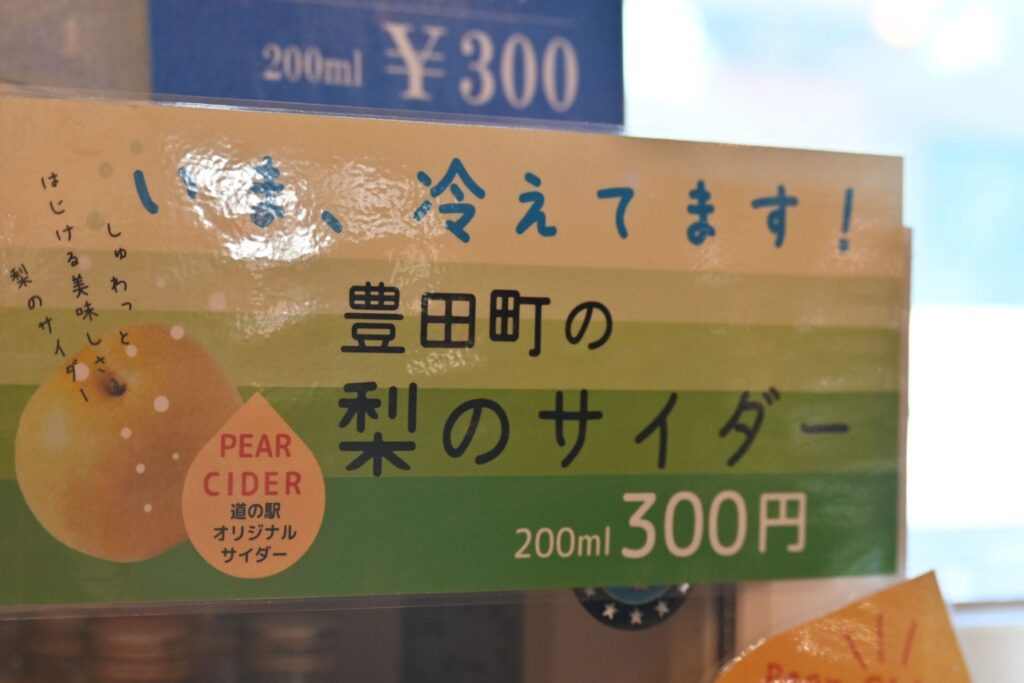 200ml ¥300
いま、冷えてます!
しゅわっと
はじける美味しさ
梨のサイダー
豊田町の
梨のサイダー
PEAR
CIDER
道の駅
オリジナル
サイダー
200ml 300円